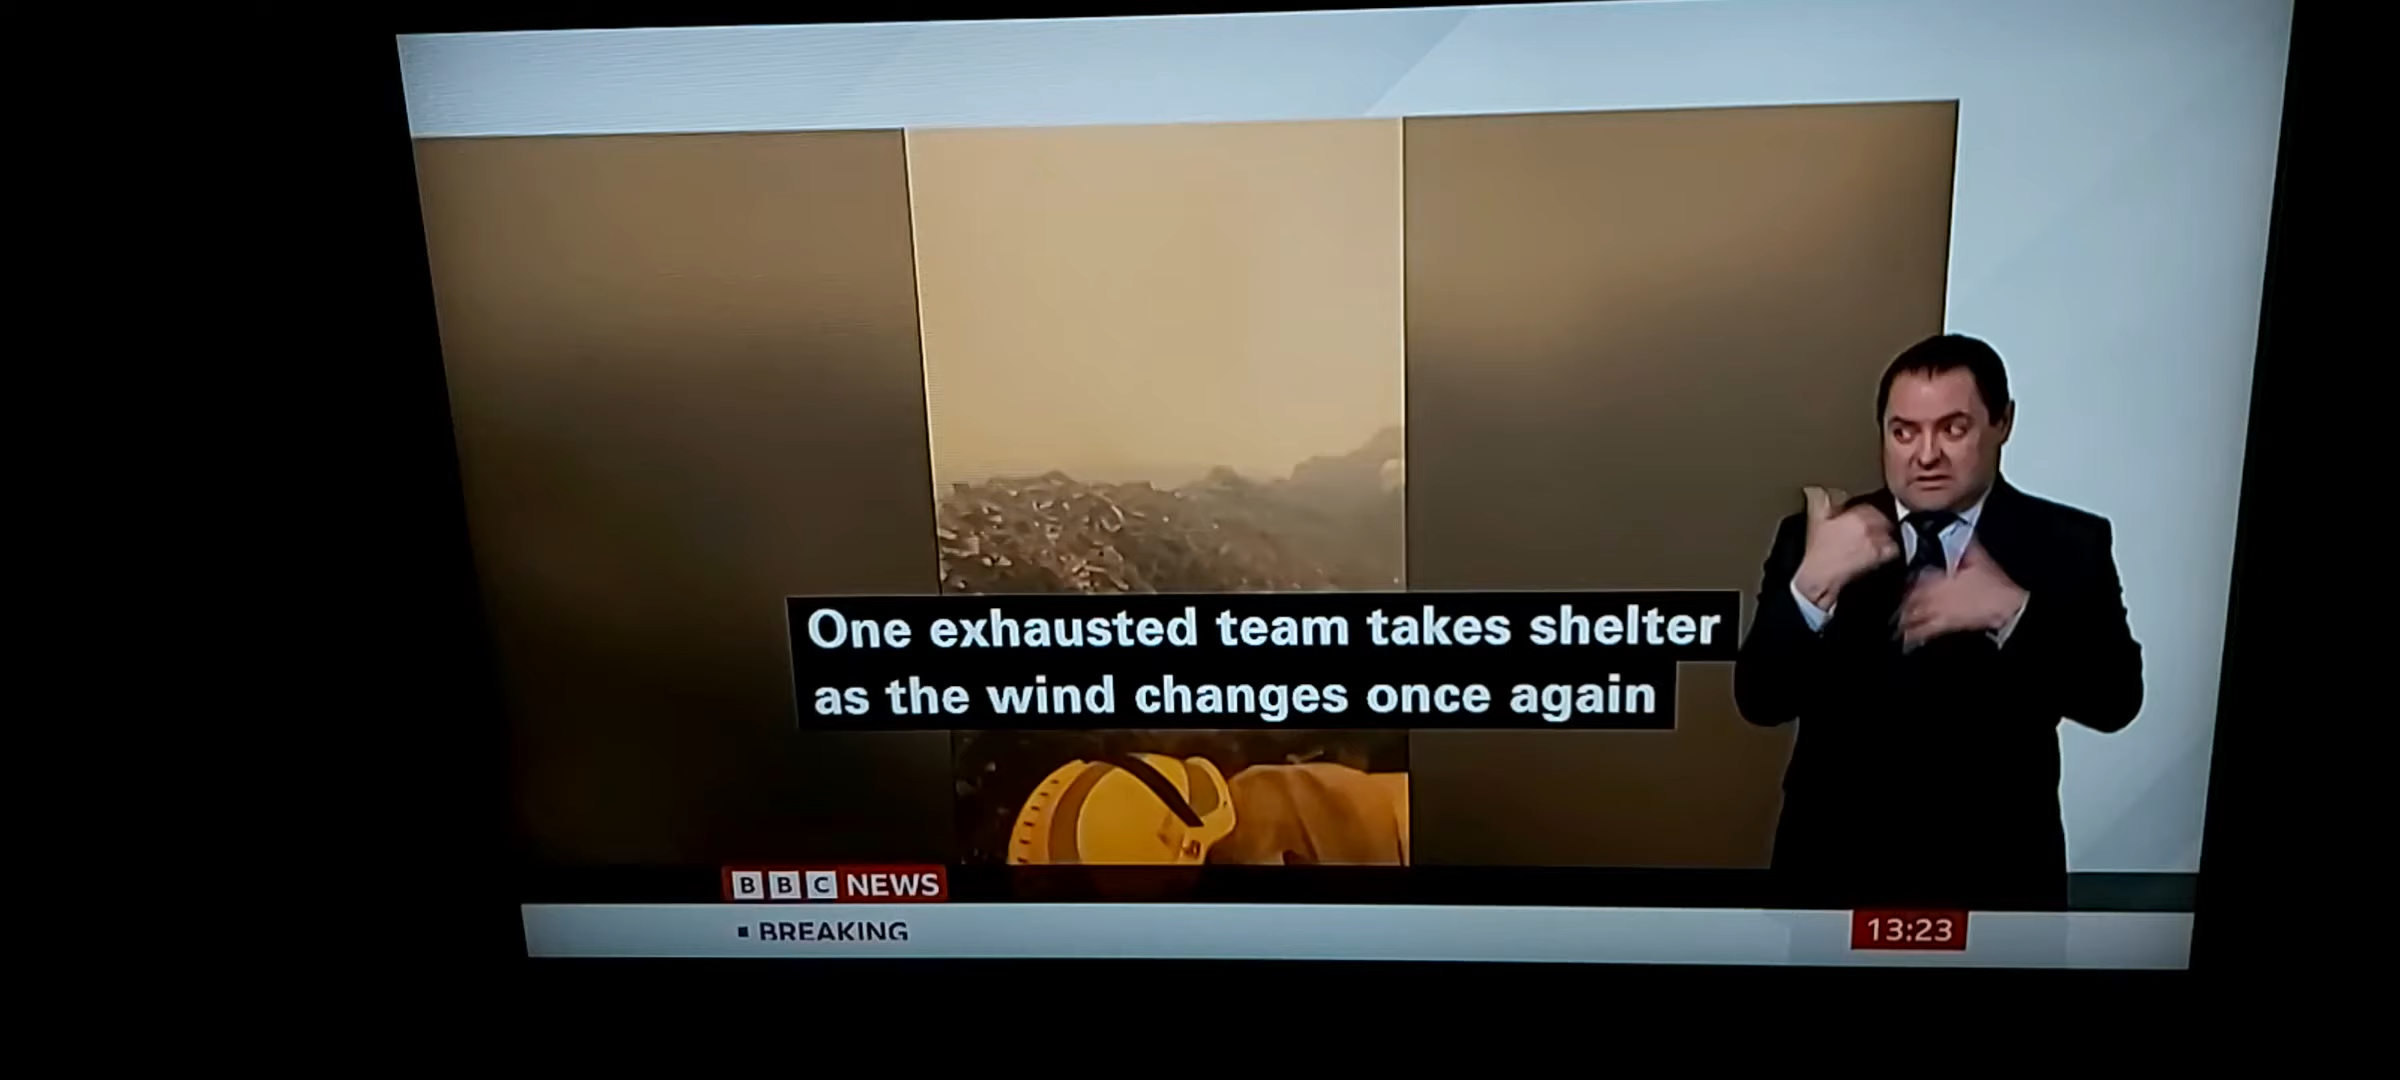 One exhausted team takes shelter
as the wind changes once again
BBC NEWS
BREAKING
13:23